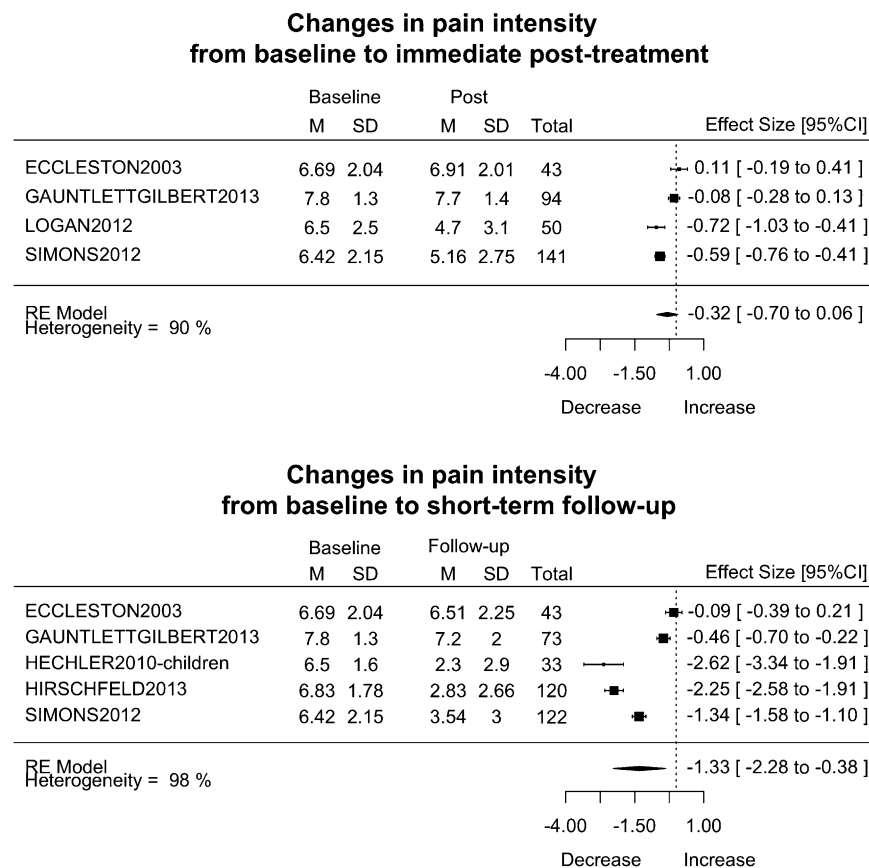 Changes in pain intensity
from baseline to immediate post-treatment
Baseline Post
M SD M SD Total Effect Size [95%CI]
ECCLESTON2003 6.69 2.04 6.91 2.01 43 0.11 [ -0.19 to 0.41 ]
GAUNTLETTGILBERT2013 7.8 1.3 7.7 1.4 94 -0.08 [ -0.28 to 0.13 ]
LOGAN2012 6.5 2.5 4.7 3.1 50 -0.72 [ -1.03 to -0.41 ]
SIMONS2012 6.42 2.15 5.16 2.75 141 -0.59 [ -0.76 to -0.41 ]
RE Model -0.32 [ -0.70 to 0.06 ]
Heterogeneity = 90 %
-4.00 -1.50 1.00
Decrease Increase
Changes in pain intensity
from baseline to short-term follow-up
Baseline Follow-up
M SD M SD Total Effect Size [95%CI]
ECCLESTON2003 6.69 2.04 6.51 2.25 43 -0.09 [ -0.39 to 0.21 ]
GAUNTLETTGILBERT2013 7.8 1.3 7.2 2 73 -0.46 [ -0.70 to -0.22 ]
HECHLER2010-children 6.5 1.6 2.3 2.9 33 -2.62 [ -3.34 to -1.91 ]
HIRSCHFELD2013 6.83 1.78 2.83 2.66 120 -2.25 [ -2.58 to -1.91 ]
SIMONS2012 6.42 2.15 3.54 3 122 -1.34 [ -1.58 to -1.10 ]
RE Model -1.33 [ -2.28 to -0.38 ]
Heterogeneity = 98 %
-4.00 -1.50 1.00
Decrease Increase